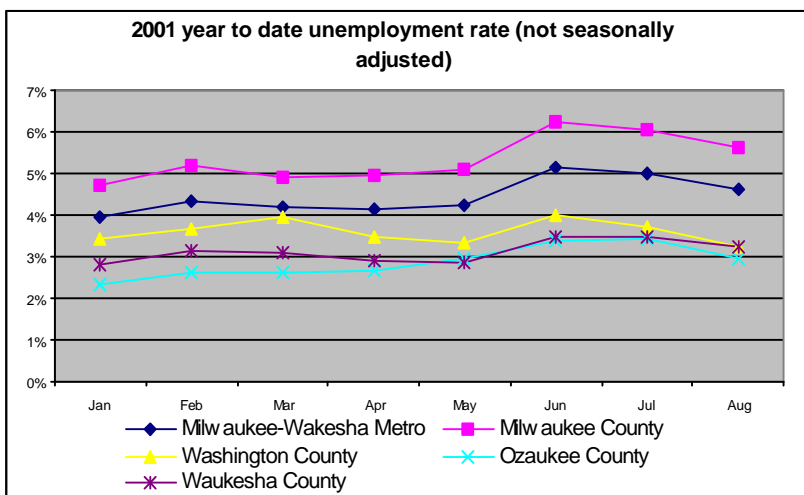 2001 year to date unemployment rate (not seasonally
adjusted)
7%
6%
5%
4%
3%
2%
1%
0%
Jan Feb Mar Apr May Jun Jul Aug
Milwaukee-Wakesha Metro Milwaukee County
Washington County Ozaukee County
Waukesha County